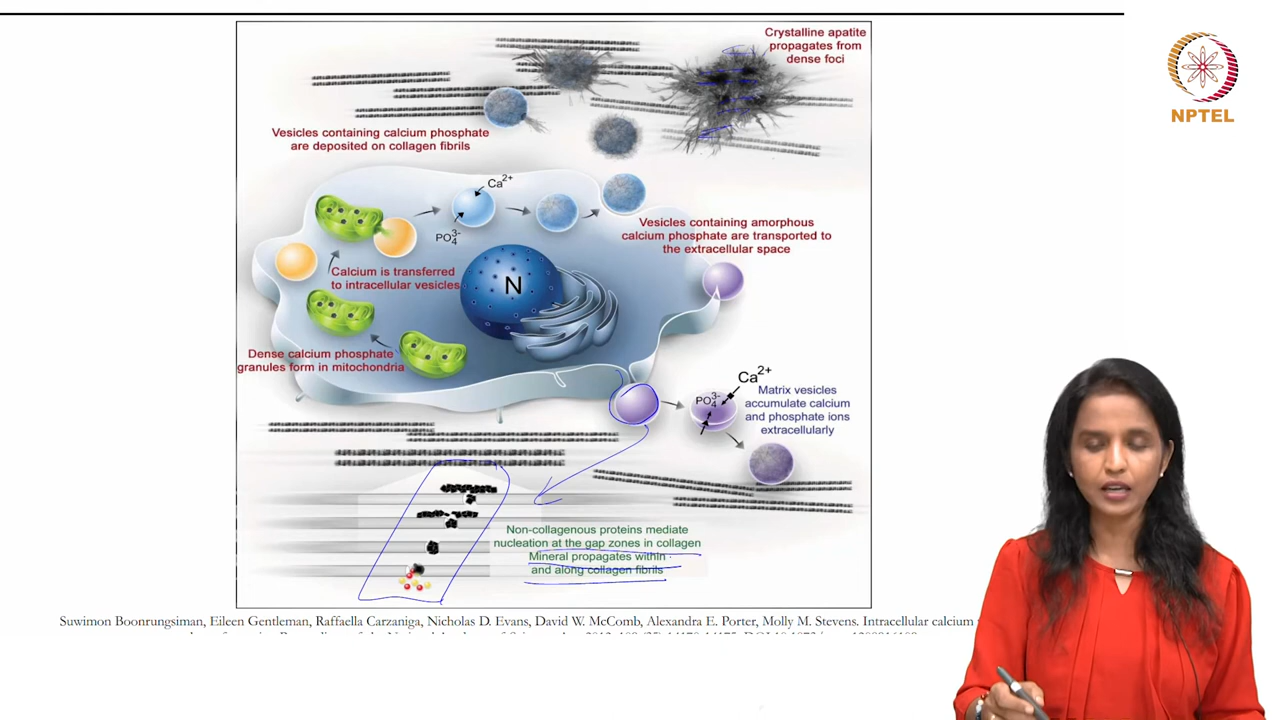 Crystalline apatite
propagates from
dense foci
NPTEL
Vesicles containing calcium phosphate
are deposited on collagen fibrils
Ca2+
PO43-
Vesicles containing amorphous
calcium phosphate are transported to
the extracellular space
Calcium is transferred
to intracellular vesicles
N
Dense calcium phosphate
granules form in mitochondria
Ca2+
PO43-
Matrix vesicles
accumulate calcium
and phosphate ions
extracellularly
Non-collagenous proteins mediate
nucleation at the gap zones in collagen
Mineral propagates within
and along collagen fibrils
Suwimon Boonrungsiman, Eileen Gentleman, Raffaella Carzaniga, Nicholas D. Evans, David W. McComb, Alexandra E. Porter, Molly M. Stevens. Intracellular calcium